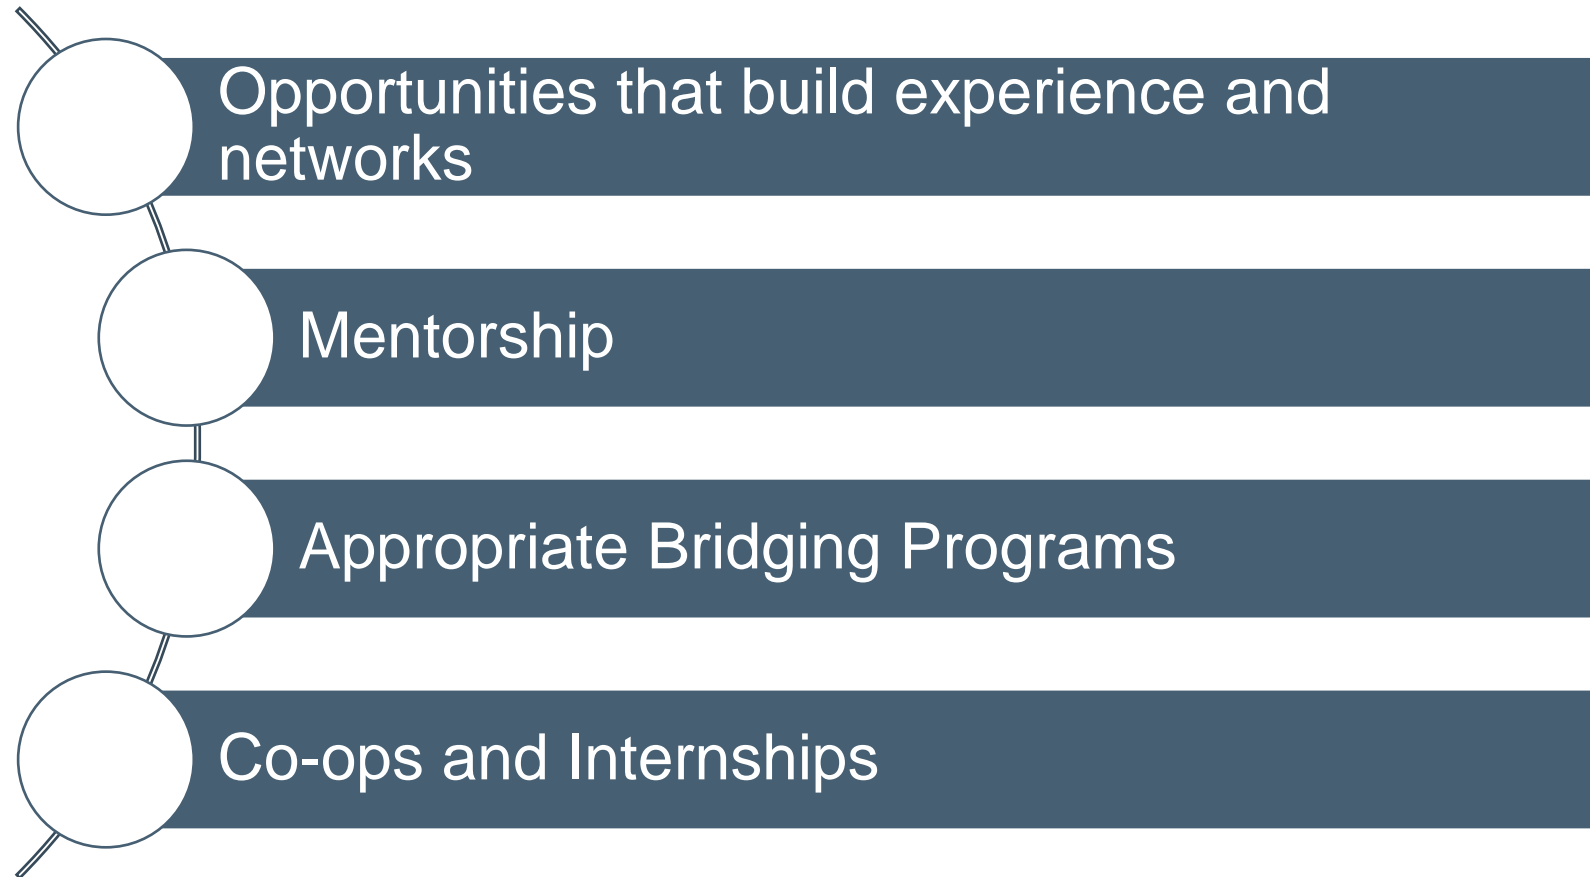 Opportunities that build experience and
networks
Mentorship
Appropriate Bridging Programs
Co-ops and Internships